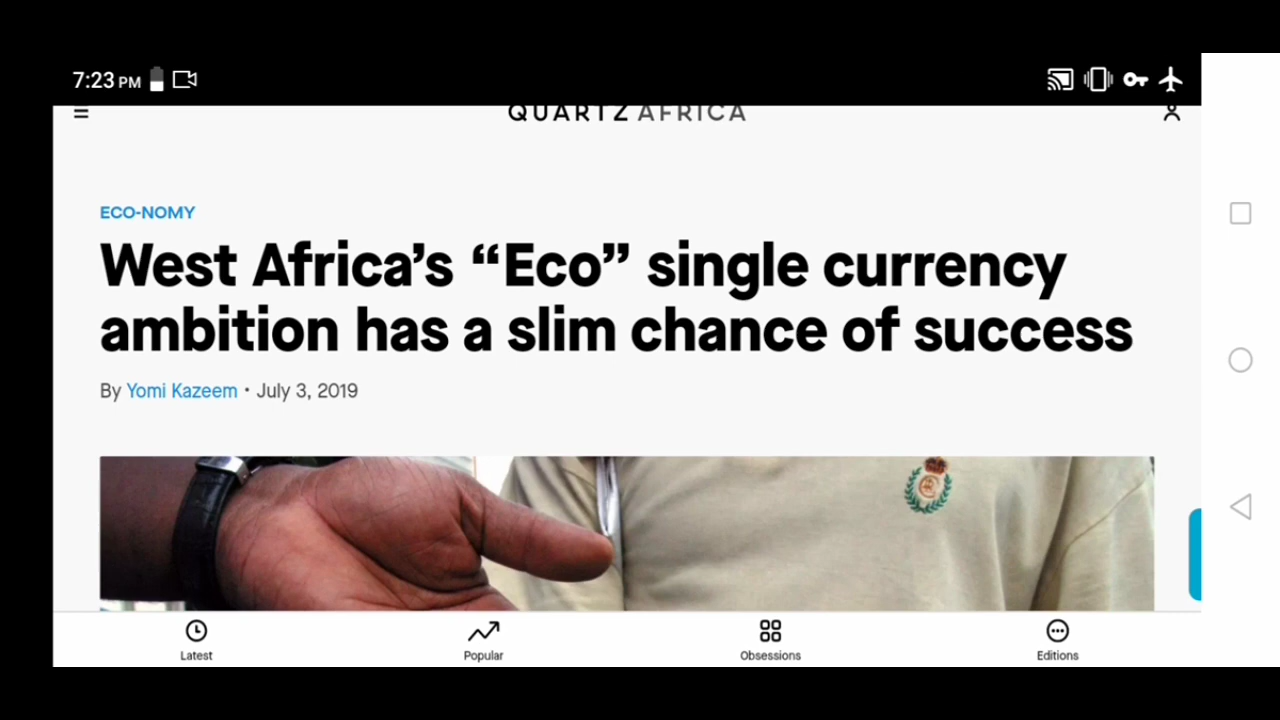 7:23 PM
QUARTZ AFRICA
ECO-NOMY
West Africa’s “Eco” single currency
ambition has a slim chance of success
By Yomi Kazeem • July 3, 2019
Latest
Popular
Obsessions
Editions